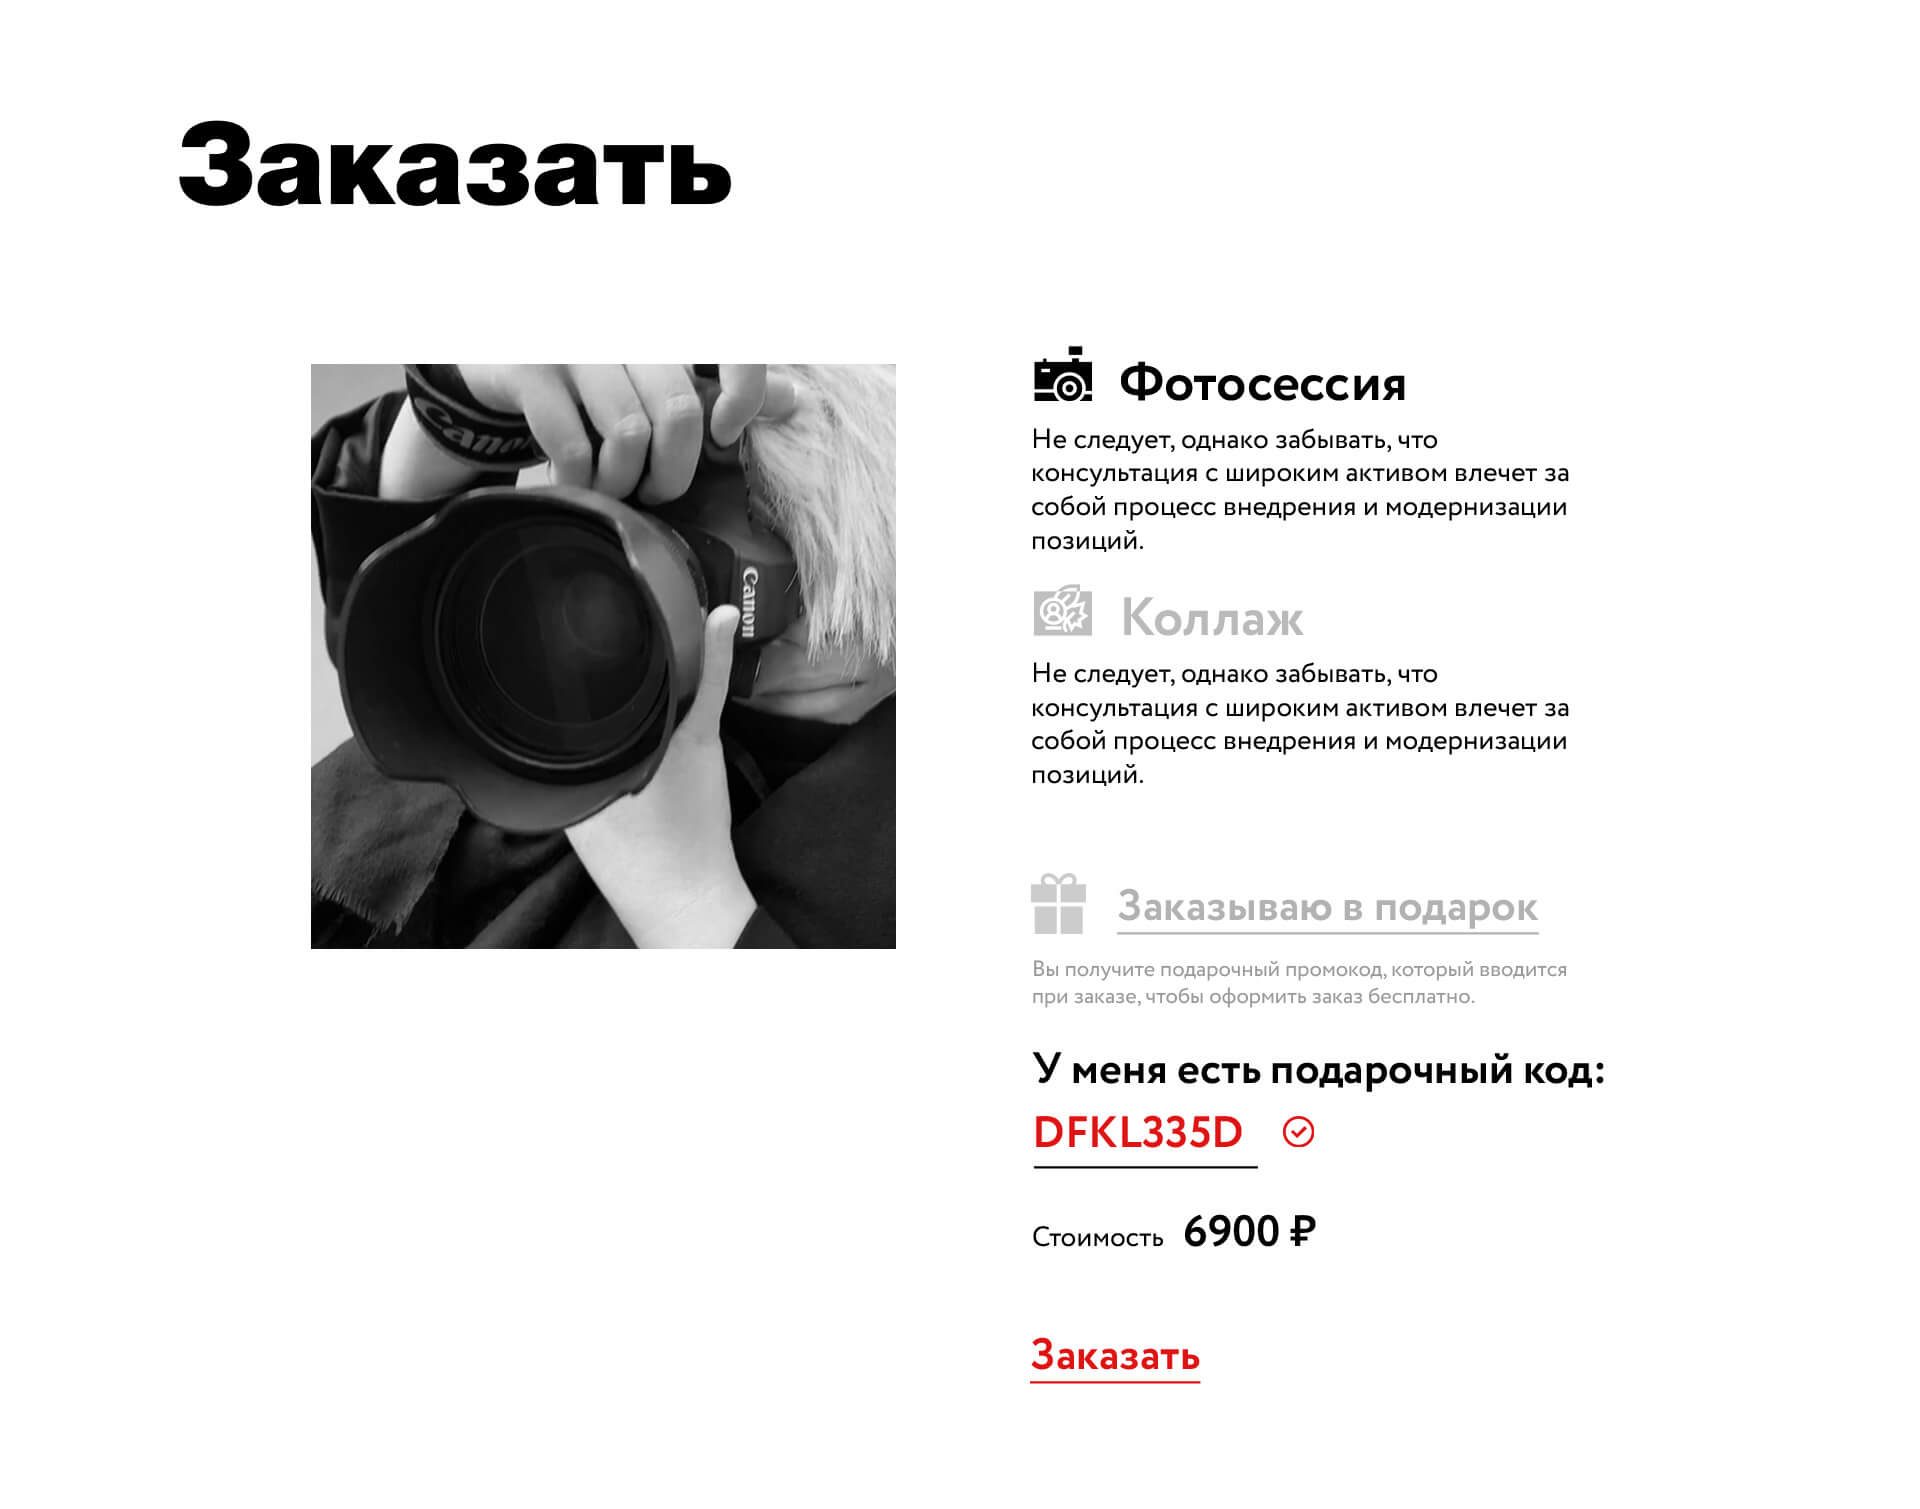 Заказать
Canon
Canon
Фотосессия
Не следует, однако забывать, что
консультация с широким активом влечет за
собой процесс внедрения и модернизации
позиций.
Коллаж
Не следует, однако забывать, что
консультация с широким активом влечет за
собой процесс внедрения и модернизации
позиций.
Заказываю в подарок
Вы получите подарочный промокод, который вводится
при заказе, чтобы оформить заказ бесплатно.
У меня есть подарочный код:
DFKL335D
Стоимость 6900 ₽
Заказать